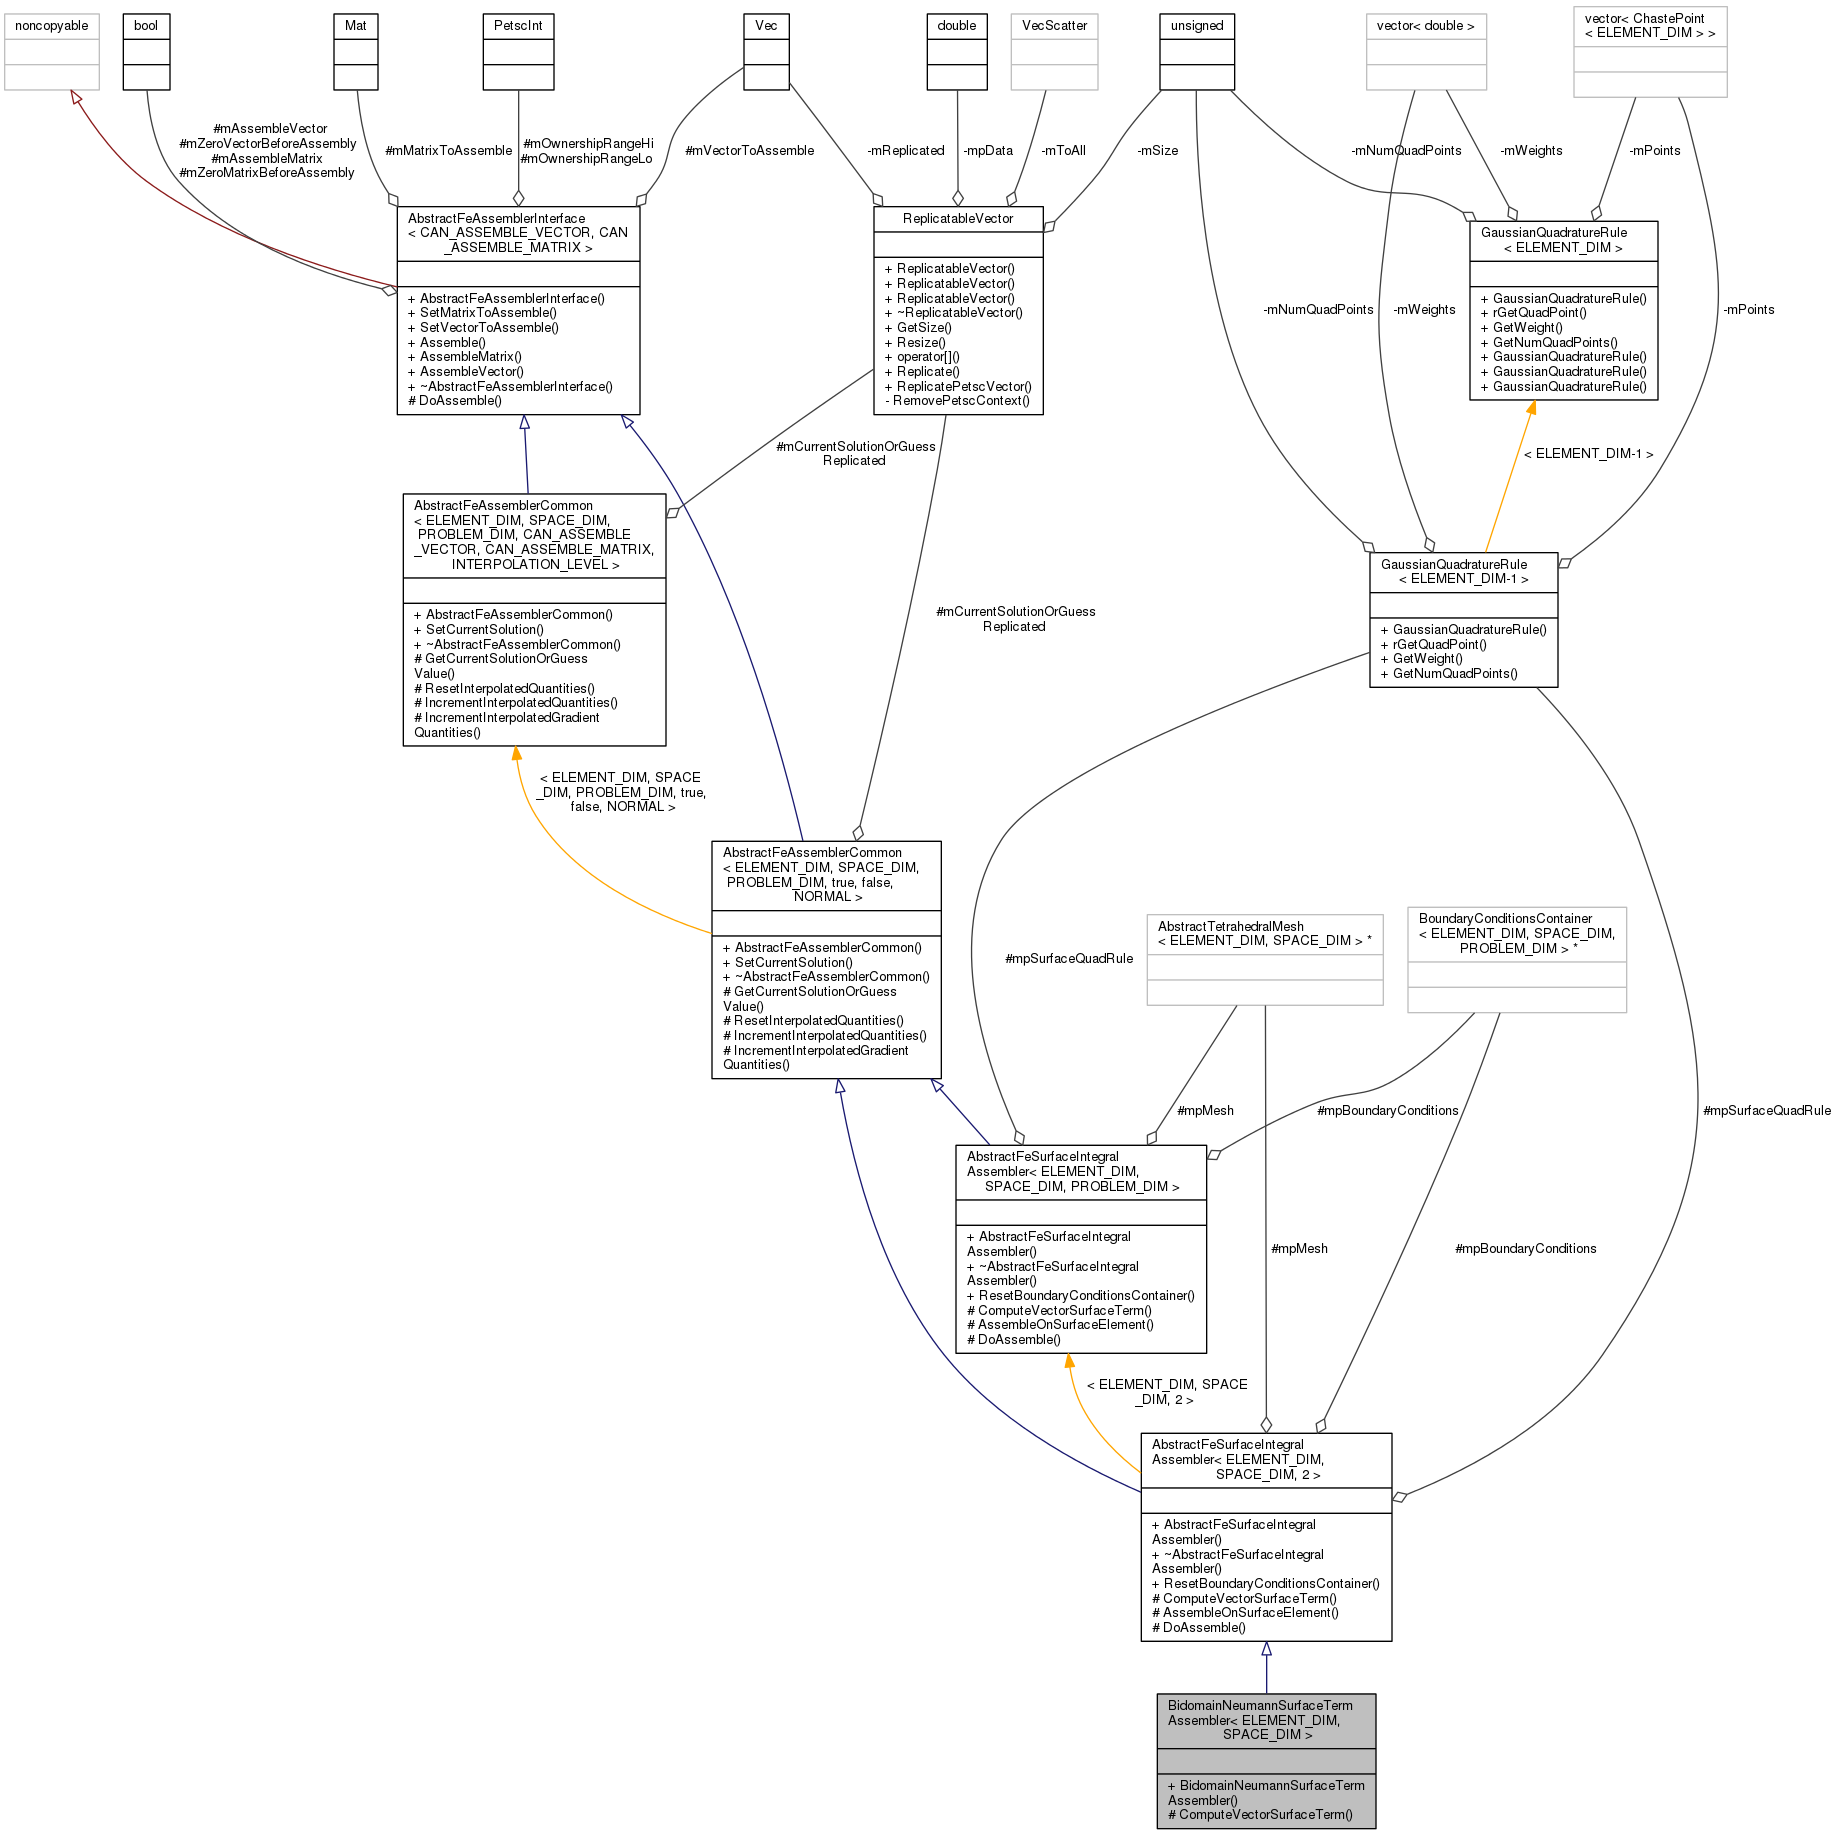 noncopyable
bool
Mat
PetscInt
Vec
double
VecScatter
unsigned
vector< double >
vector< ChastePoint
< ELEMENT_DIM > >
#mAssembleVector
#mZeroVectorBeforeAssembly
#mAssembleMatrix
#mZeroMatrixBeforeAssembly
#mMatrixToAssemble
#mOwnershipRangeHi
#mOwnershipRangeLo
#mVectorToAssemble
-mReplicated
-mpData
-mToAll
-mSize
-mNumQuadPoints
-mWeights
-mPoints
AbstractFeAssemblerInterface
< CAN_ASSEMBLE_VECTOR, CAN
_ASSEMBLE_MATRIX >
+ AbstractFeAssemblerInterface()
+ SetMatrixToAssemble()
+ SetVectorToAssemble()
+ Assemble()
+ AssembleMatrix()
+ AssembleVector()
+ ~AbstractFeAssemblerInterface()
# DoAssemble()
ReplicatableVector
+ ReplicatableVector()
+ ReplicatableVector()
+ ReplicatableVector()
+ ~ReplicatableVector()
+ GetSize()
+ Resize()
+ operator[]()
+ Replicate()
+ ReplicatePetscVector()
- RemovePetscContext()
GaussianQuadratureRule
< ELEMENT_DIM >
+ GaussianQuadratureRule()
+ rGetQuadPoint()
+ GetWeight()
+ GetNumQuadPoints()
+ GaussianQuadratureRule()
+ GaussianQuadratureRule()
+ GaussianQuadratureRule()
-mNumQuadPoints
-mWeights
-mPoints
#mCurrentSolutionOrGuess
Replicated
< ELEMENT_DIM-1 >
AbstractFeAssemblerCommon
< ELEMENT_DIM, SPACE_DIM,
PROBLEM_DIM, CAN_ASSEMBLE
_VECTOR, CAN_ASSEMBLE_MATRIX,
INTERPOLATION_LEVEL >
+ AbstractFeAssemblerCommon()
+ SetCurrentSolution()
+ ~AbstractFeAssemblerCommon()
# GetCurrentSolutionOrGuess
Value()
# ResetInterpolatedQuantities()
# IncrementInterpolatedQuantities()
# IncrementInterpolatedGradient
Quantities()
#mCurrentSolutionOrGuess
Replicated
GaussianQuadratureRule
< ELEMENT_DIM-1 >
+ GaussianQuadratureRule()
+ rGetQuadPoint()
+ GetWeight()
+ GetNumQuadPoints()
< ELEMENT_DIM, SPACE
_DIM, PROBLEM_DIM, true,
false, NORMAL >
AbstractFeAssemblerCommon
< ELEMENT_DIM, SPACE_DIM,
PROBLEM_DIM, true, false,
NORMAL >
+ AbstractFeAssemblerCommon()
+ SetCurrentSolution()
+ ~AbstractFeAssemblerCommon()
# GetCurrentSolutionOrGuess
Value()
# ResetInterpolatedQuantities()
# IncrementInterpolatedQuantities()
# IncrementInterpolatedGradient
Quantities()
#mpSurfaceQuadRule
AbstractTetrahedralMesh
< ELEMENT_DIM, SPACE_DIM > *
BoundaryConditionsContainer
< ELEMENT_DIM, SPACE_DIM,
PROBLEM_DIM > *
#mpMesh
#mpBoundaryConditions
#mpSurfaceQuadRule
AbstractFeSurfaceIntegral
Assembler< ELEMENT_DIM,
SPACE_DIM, PROBLEM_DIM >
+ AbstractFeSurfaceIntegral
Assembler()
+ ~AbstractFeSurfaceIntegral
Assembler()
+ ResetBoundaryConditionsContainer()
# ComputeVectorSurfaceTerm()
# AssembleOnSurfaceElement()
# DoAssemble()
#mpMesh
#mpBoundaryConditions
< ELEMENT_DIM, SPACE
_DIM, 2 >
AbstractFeSurfaceIntegral
Assembler< ELEMENT_DIM,
SPACE_DIM, 2 >
+ AbstractFeSurfaceIntegral
Assembler()
+ ~AbstractFeSurfaceIntegral
Assembler()
+ ResetBoundaryConditionsContainer()
# ComputeVectorSurfaceTerm()
# AssembleOnSurfaceElement()
# DoAssemble()
BidomainNeumannSurfaceTerm
Assembler< ELEMENT_DIM,
SPACE_DIM >
+ BidomainNeumannSurfaceTerm
Assembler()
# ComputeVectorSurfaceTerm()